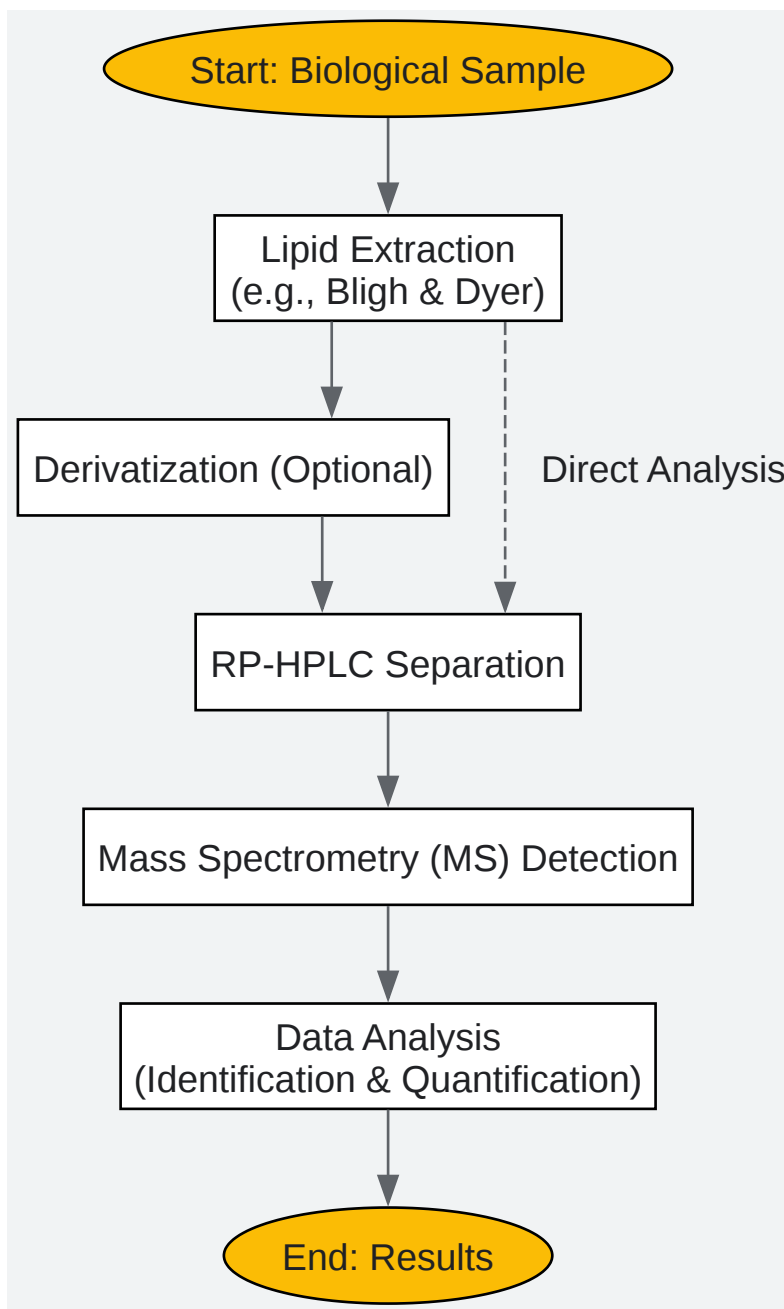 Start: Biological Sample
Lipid Extraction
(e.g., Bligh & Dyer)
Derivatization (Optional)
Direct Analysis
RP-HPLC Separation
Mass Spectrometry (MS) Detection
Data Analysis
(Identification & Quantification)
End: Results